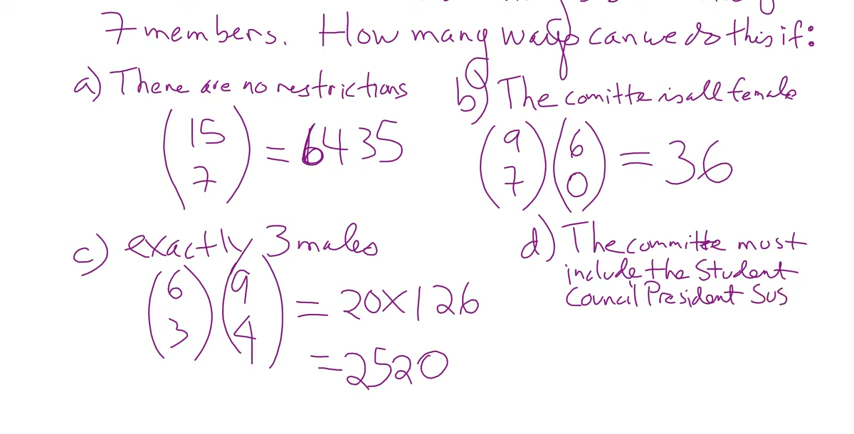 7 members. How many ways can we do this if:
a) There are no restrictions
(15 7) = 6435
b) The comitte is all female
(9 7)(6 0) = 36
c) exactly 3 males
(6 3)(9 4) = 20 × 126
= 2520
d) The committe must
include the Student
Council President Sus